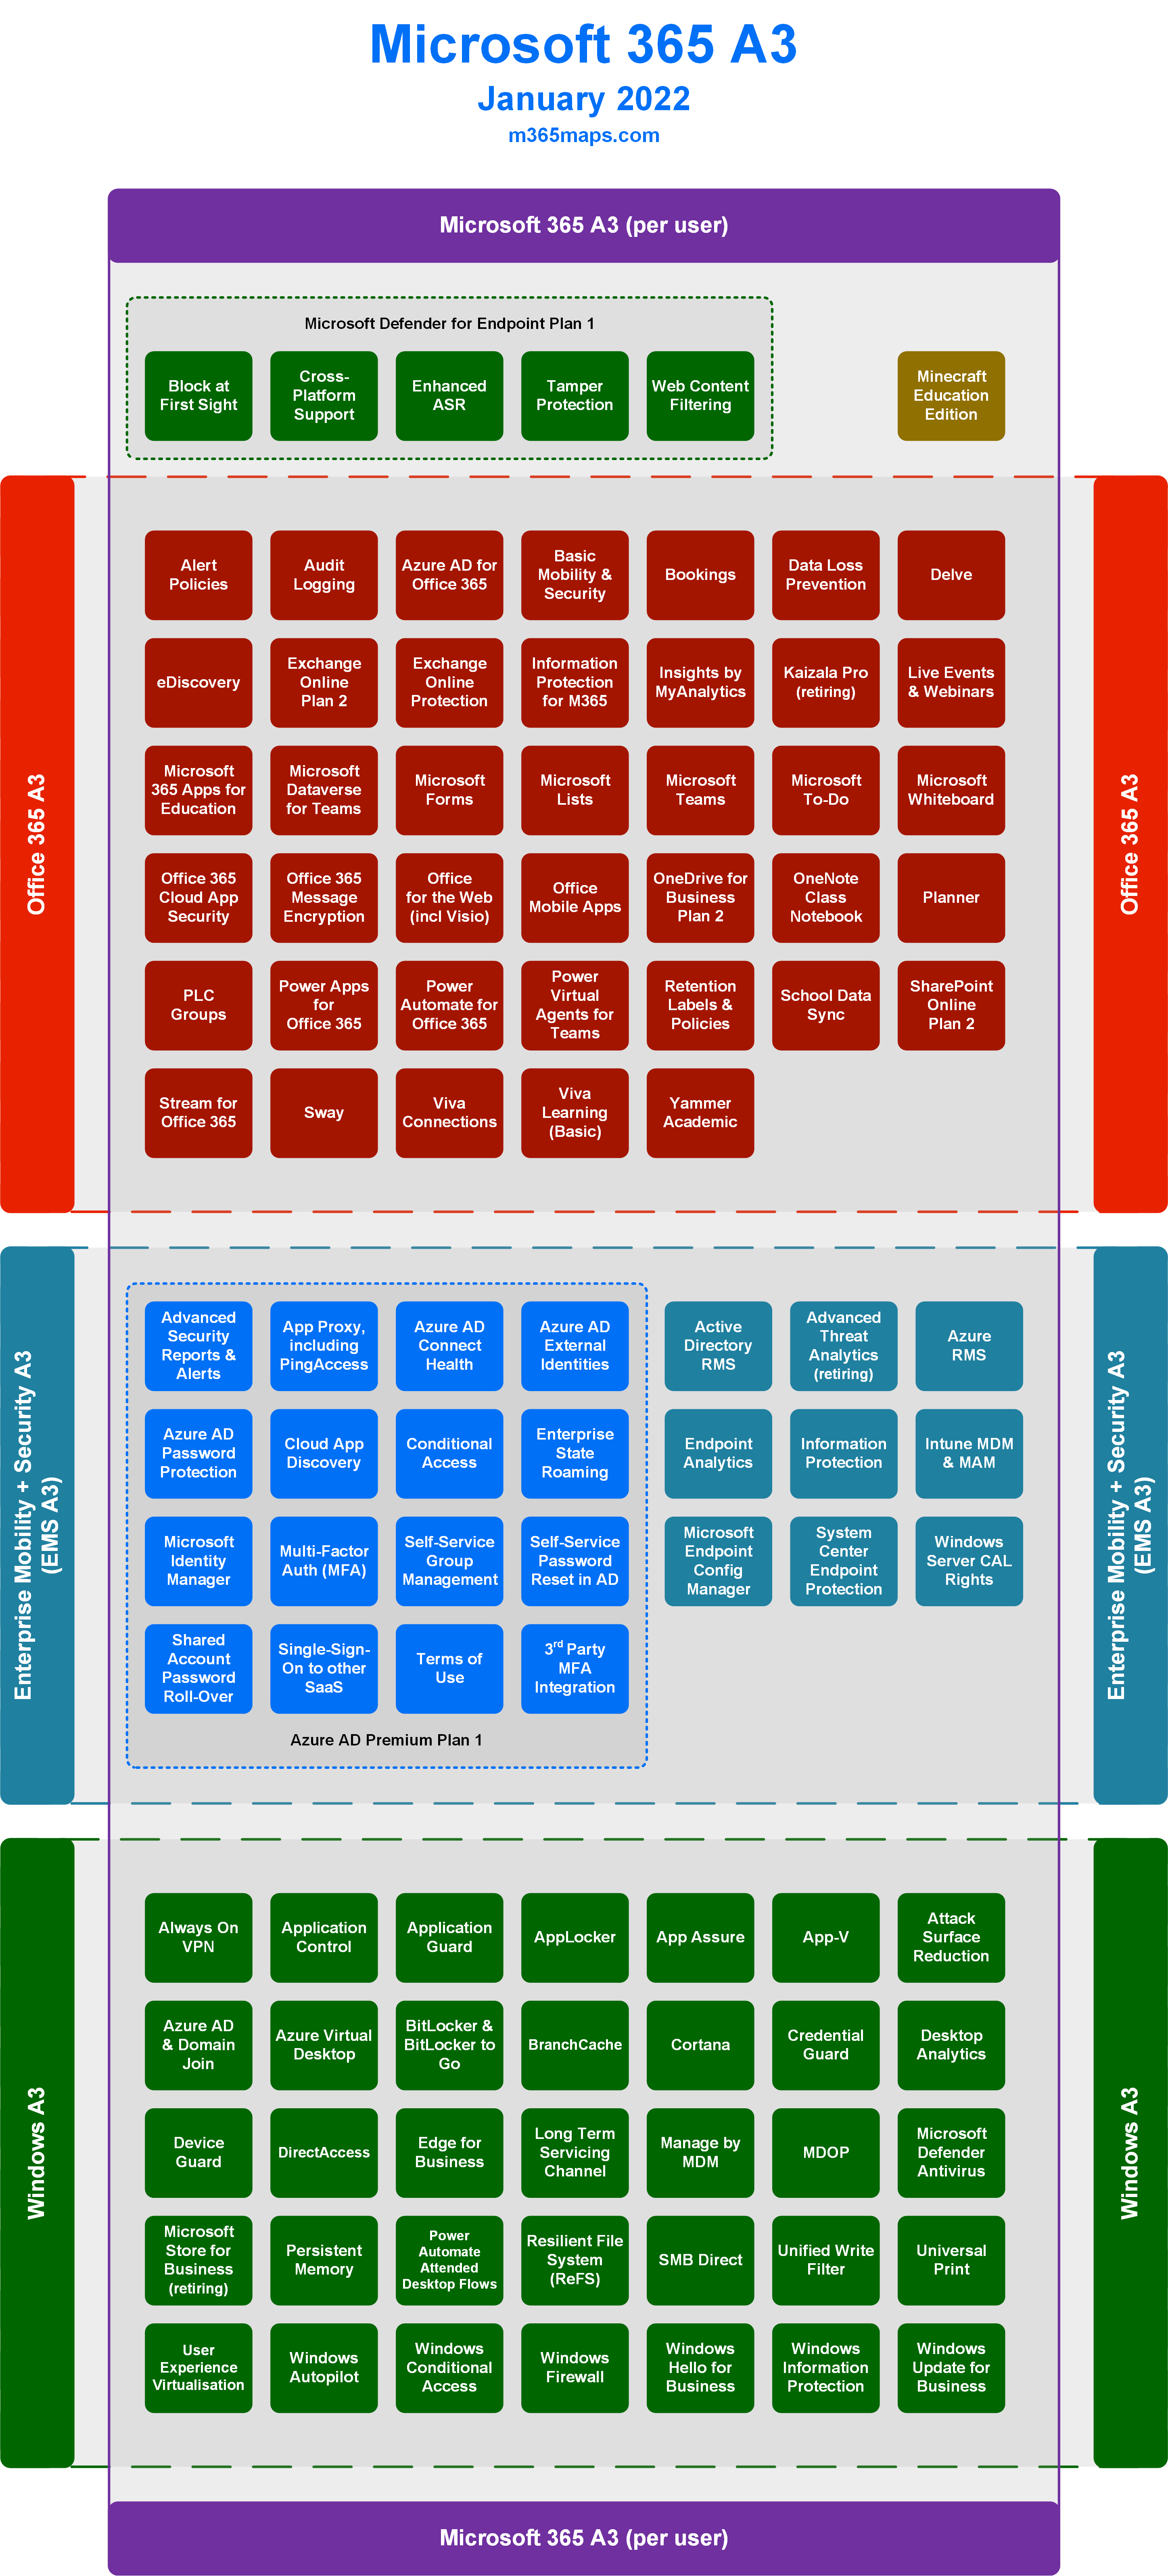 Microsoft 365 A3
January 2022
m365maps.com
Microsoft 365 A3 (per user)
Microsoft Defender for Endpoint Plan 1
Block at
First Sight
Cross-
Platform
Support
Enhanced
ASR
Tamper
Protection
Web Content
Filtering
Minecraft
Education
Edition
Office 365 A3
Alert
Policies
Audit
Logging
Azure AD for
Office 365
Basic
Mobility &
Security
Bookings
Data Loss
Prevention
Delve
eDiscovery
Exchange
Online
Plan 2
Exchange
Online
Protection
Information
Protection
for M365
Insights by
MyAnalytics
Kaizala Pro
(retiring)
Live Events
& Webinars
Microsoft
365 Apps for
Education
Microsoft
Dataverse
for Teams
Microsoft
Forms
Microsoft
Lists
Microsoft
Teams
Microsoft
To-Do
Microsoft
Whiteboard
Office 365
Cloud App
Security
Office 365
Message
Encryption
Office
for the Web
(incl Visio)
Office
Mobile Apps
OneDrive for
Business
Plan 2
OneNote
Class
Notebook
Planner
PLC
Groups
Power Apps
for
Office 365
Power
Automate for
Office 365
Power
Virtual
Agents for
Teams
Retention
Labels &
Policies
School Data
Sync
SharePoint
Online
Plan 2
Stream for
Office 365
Sway
Viva
Connections
Viva
Learning
(Basic)
Yammer
Academic
Office 365 A3
Enterprise Mobility + Security A3
(EMS A3)
Advanced
Security
Reports &
Alerts
App Proxy,
including
PingAccess
Azure AD
Connect
Health
Azure AD
External
Identities
Active
Directory
RMS
Advanced
Threat
Analytics
(retiring)
Azure
RMS
Azure AD
Password
Protection
Cloud App
Discovery
Conditional
Access
Enterprise
State
Roaming
Endpoint
Analytics
Information
Protection
Intune MDM
& MAM
Microsoft
Identity
Manager
Multi-Factor
Auth (MFA)
Self-Service
Group
Management
Self-Service
Password
Reset in AD
Microsoft
Endpoint
Config
Manager
System
Center
Endpoint
Protection
Windows
Server CAL
Rights
Shared
Account
Password
Roll-Over
Single-Sign-
On to other
SaaS
Terms of
Use
3rd Party
MFA
Integration
Azure AD Premium Plan 1
Enterprise Mobility + Security A3
(EMS A3)
Windows A3
Always On
VPN
Application
Control
Application
Guard
AppLocker
App Assure
App-V
Attack
Surface
Reduction
Azure AD
& Domain
Join
Azure Virtual
Desktop
BitLocker &
BitLocker to
Go
BranchCache
Cortana
Credential
Guard
Desktop
Analytics
Device
Guard
DirectAccess
Edge for
Business
Long Term
Servicing
Channel
Manage by
MDM
MDOP
Microsoft
Defender
Antivirus
Microsoft
Store for
Business
(retiring)
Persistent
Memory
Power
Automate
Attended
Desktop Flows
Resilient File
System
(ReFS)
SMB Direct
Unified Write
Filter
Universal
Print
User
Experience
Virtualisation
Windows
Autopilot
Windows
Conditional
Access
Windows
Firewall
Windows
Hello for
Business
Windows
Information
Protection
Windows
Update for
Business
Windows A3
Microsoft 365 A3 (per user)